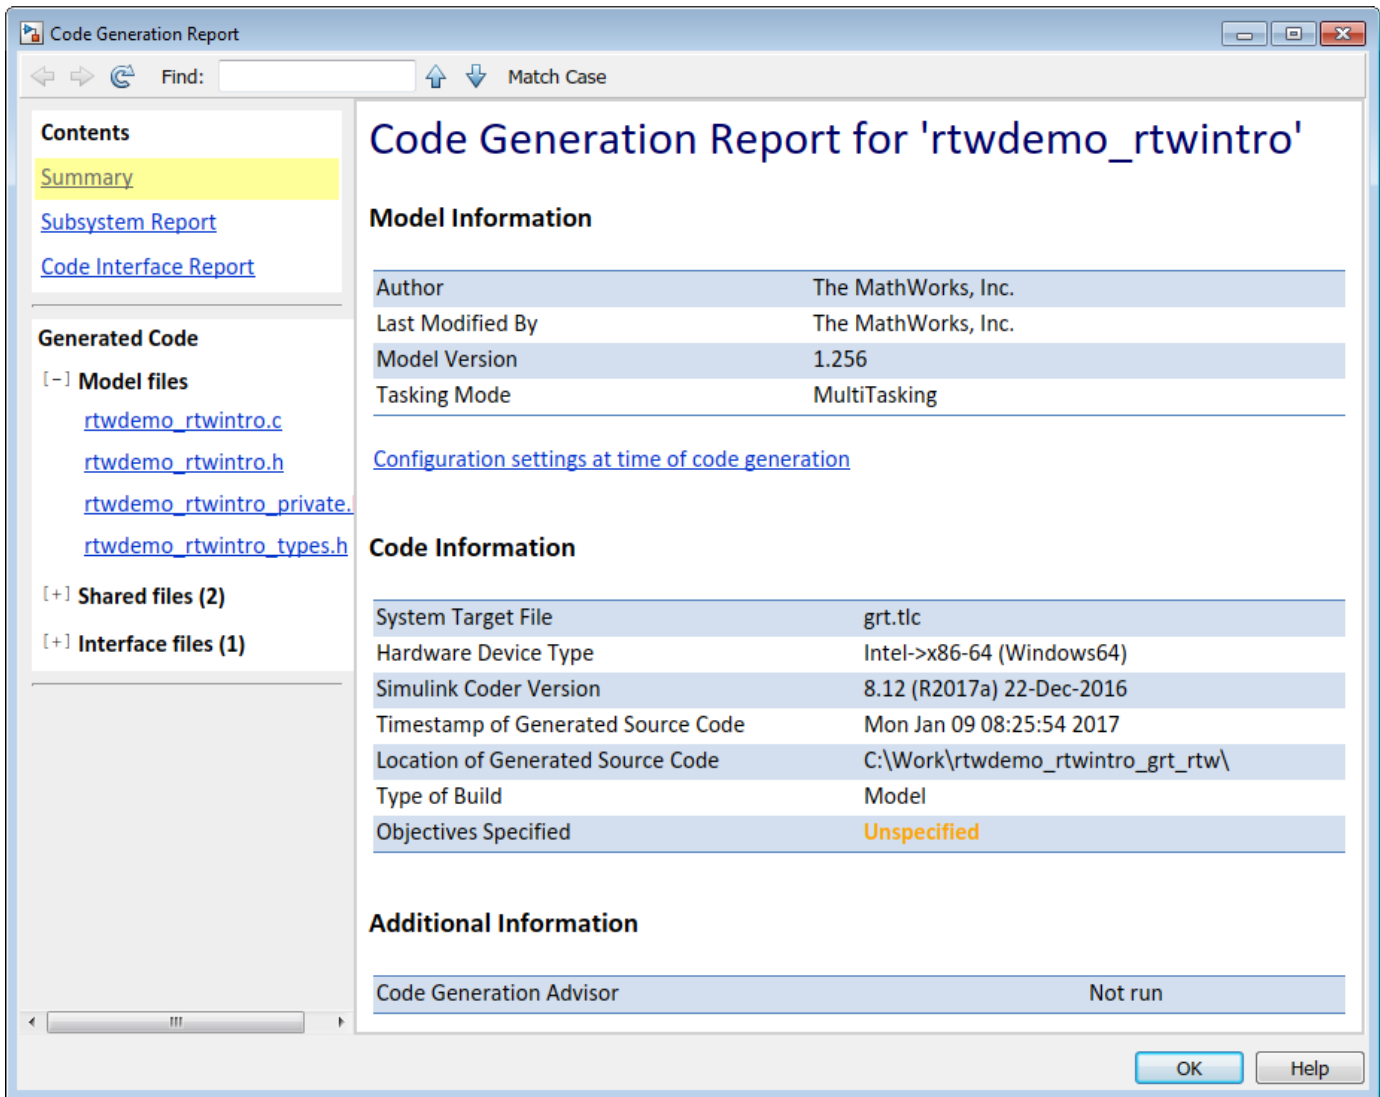 Code Generation Report
Find: Match Case
Contents
Summary
Subsystem Report
Code Interface Report
Generated Code
[-] Model files
rtwdemo_rtwintro.c
rtwdemo_rtwintro.h
rtwdemo_rtwintro_private.
rtwdemo_rtwintro_types.h
[+] Shared files (2)
[+] Interface files (1)
Code Generation Report for 'rtwdemo_rtwintro'
Model Information
Author The MathWorks, Inc.
Last Modified By The MathWorks, Inc.
Model Version 1.256
Tasking Mode MultiTasking
Configuration settings at time of code generation
Code Information
System Target File grt.tlc
Hardware Device Type Intel->x86-64 (Windows64)
Simulink Coder Version 8.12 (R2017a) 22-Dec-2016
Timestamp of Generated Source Code Mon Jan 09 08:25:54 2017
Location of Generated Source Code C:\Work\rtwdemo_rtwintro_grt_rtw\
Type of Build Model
Objectives Specified Unspecified
Additional Information
Code Generation Advisor Not run
OK Help